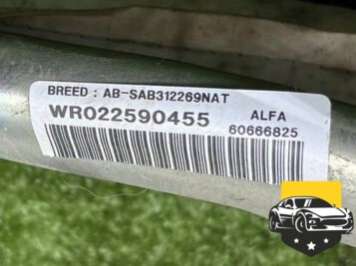 BREED : AB-SAB312269NAT
WR022590455
ALFA
60666825